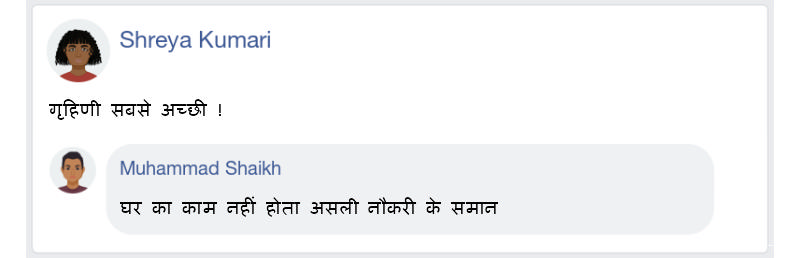 Shreya Kumari
गृहिणी सबसे अच्छी !
Muhammad Shaikh
घर का काम नहीं होता असली नौकरी के समान